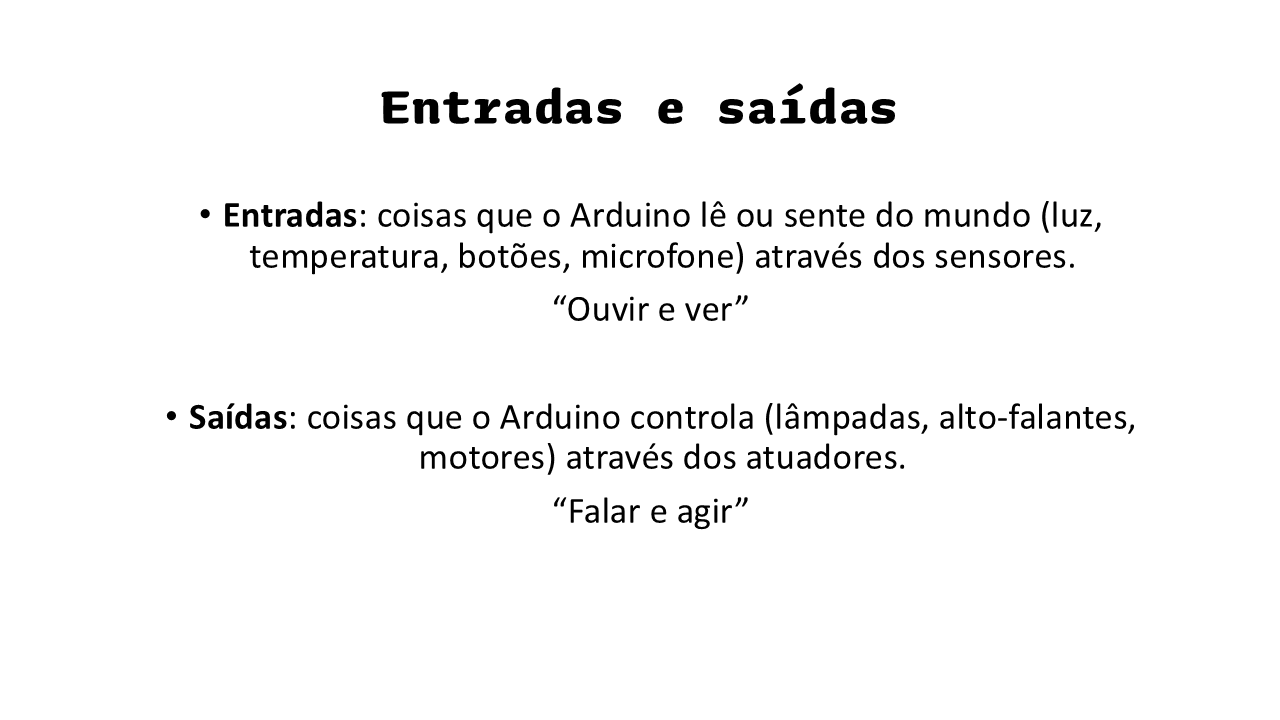 Entradas e saídas
• Entradas: coisas que o Arduino lê ou sente do mundo (luz,
temperatura, botões, microfone) através dos sensores.
“Ouvir e ver”
• Saídas: coisas que o Arduino controla (lâmpadas, alto-falantes,
motores) através dos atuadores.
“Falar e agir”